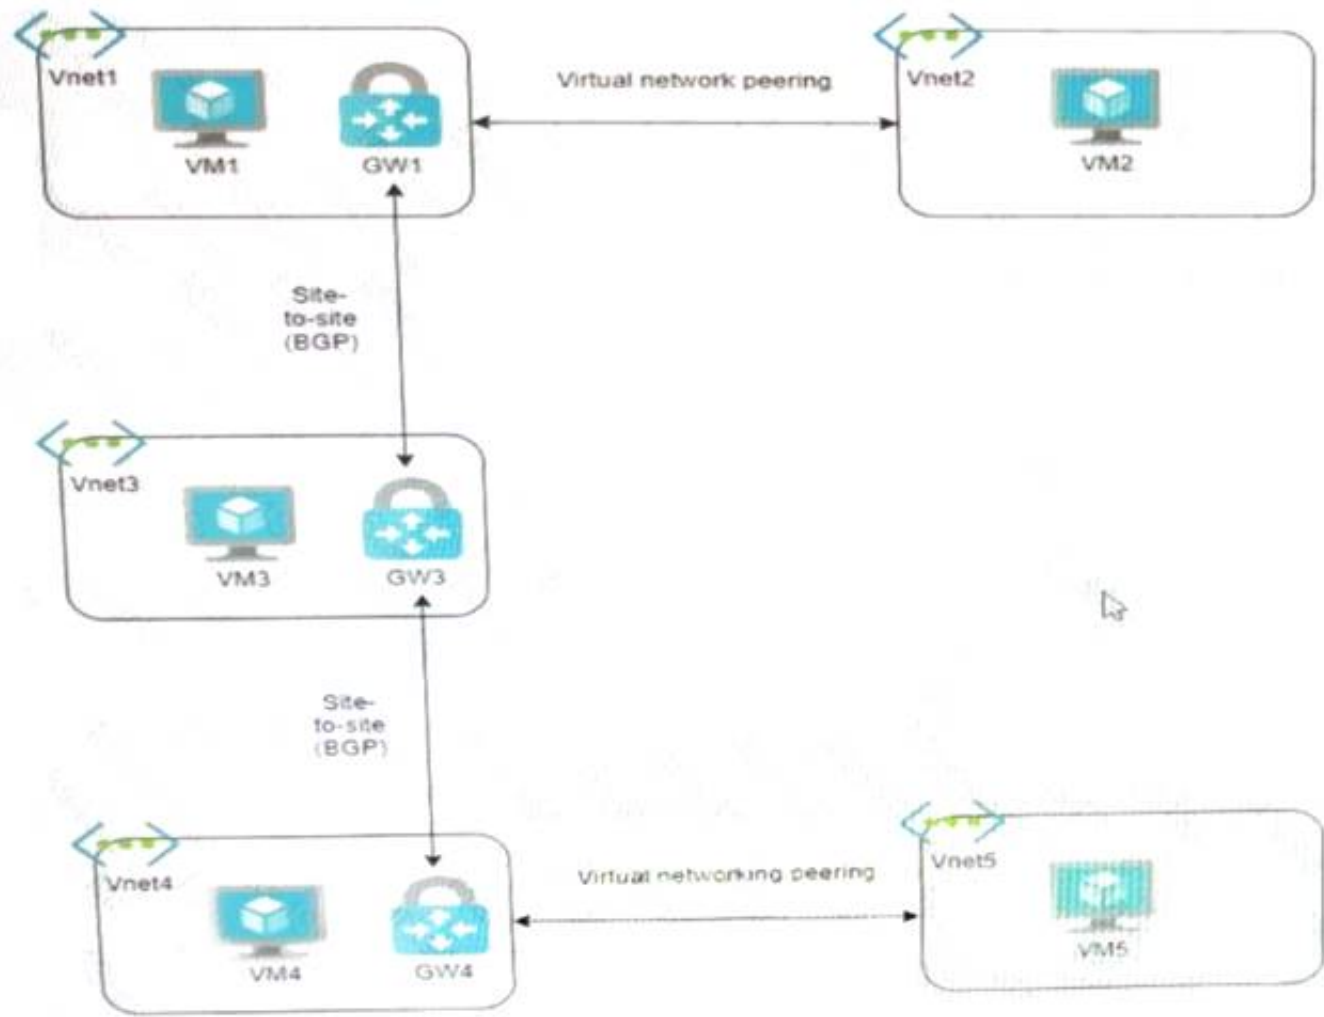 Vnet1
VM1
GW1
Virtual network peering
Vnet2
VM2
Site-
to-site
(BGP)
Vnet3
VM3
GW3
Site-
to-site
(BGP)
Vnet4
VM4
GW4
Virtual networking peering
Vnet5
VM5